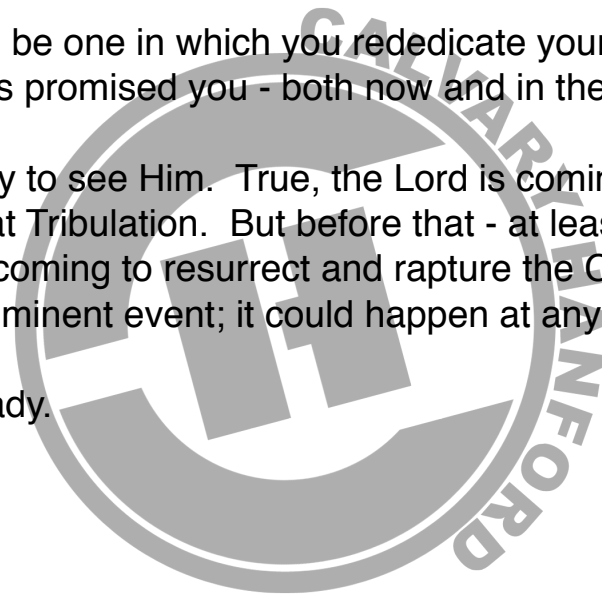 be one in which you rededicate your
s promised you - both now and in the
y to see Him. True, the Lord is comin
at Tribulation. But before that - at leas
coming to resurrect and rapture the C
minent event; it could happen at any
ady.
CALVARY HANFORD